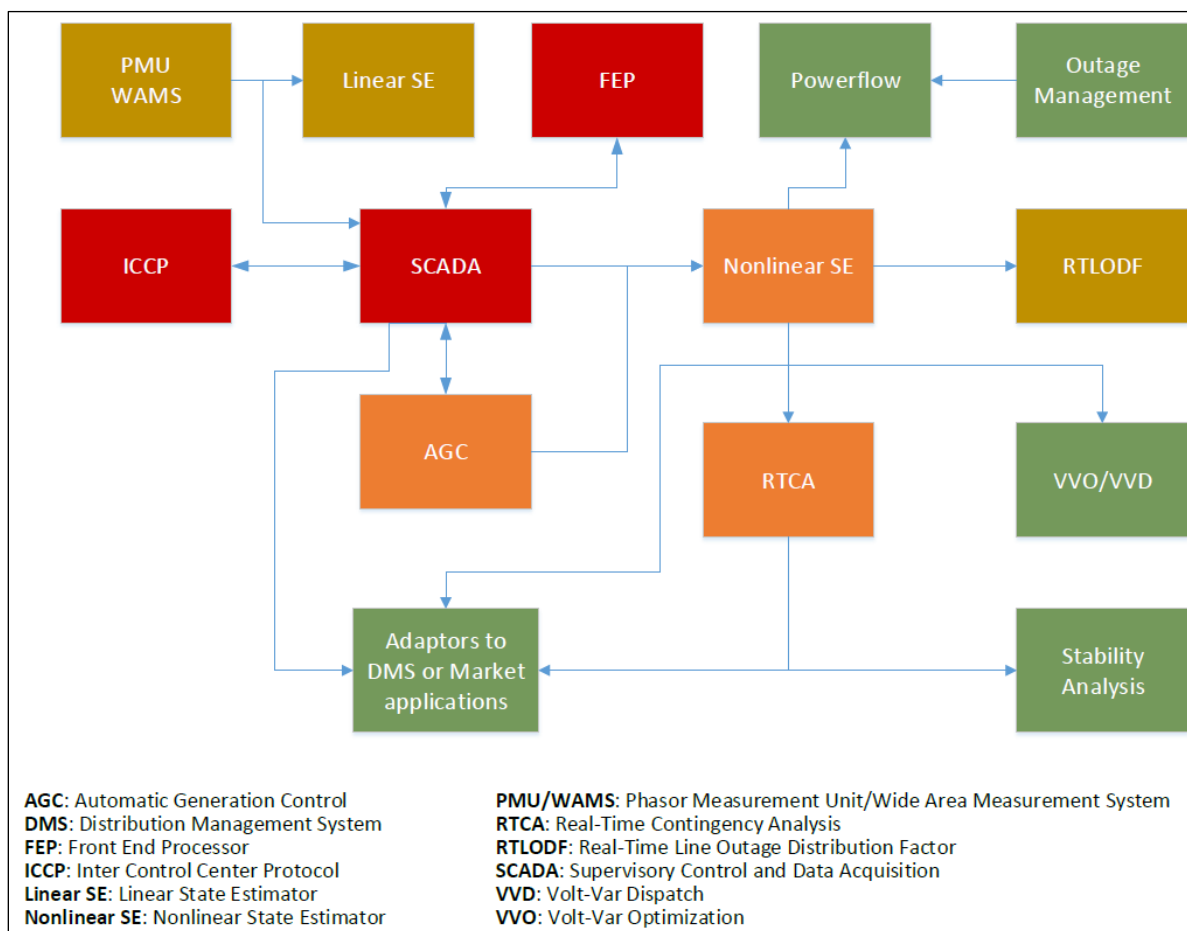 PMU
WAMS
Linear SE
FEP
Powerflow
Outage
Management
ICCP
SCADA
Nonlinear SE
RTLODF
AGC
RTCA
VVO/VVD
Adaptors to
DMS or Market
applications
Stability
Analysis
AGC: Automatic Generation Control
DMS: Distribution Management System
FEP: Front End Processor
ICCP: Inter Control Center Protocol
Linear SE: Linear State Estimator
Nonlinear SE: Nonlinear State Estimator
PMU/WAMS: Phasor Measurement Unit/Wide Area Measurement System
RTCA: Real-Time Contingency Analysis
RTLODF: Real-Time Line Outage Distribution Factor
SCADA: Supervisory Control and Data Acquisition
VVD: Volt-Var Dispatch
VVO: Volt-Var Optimization